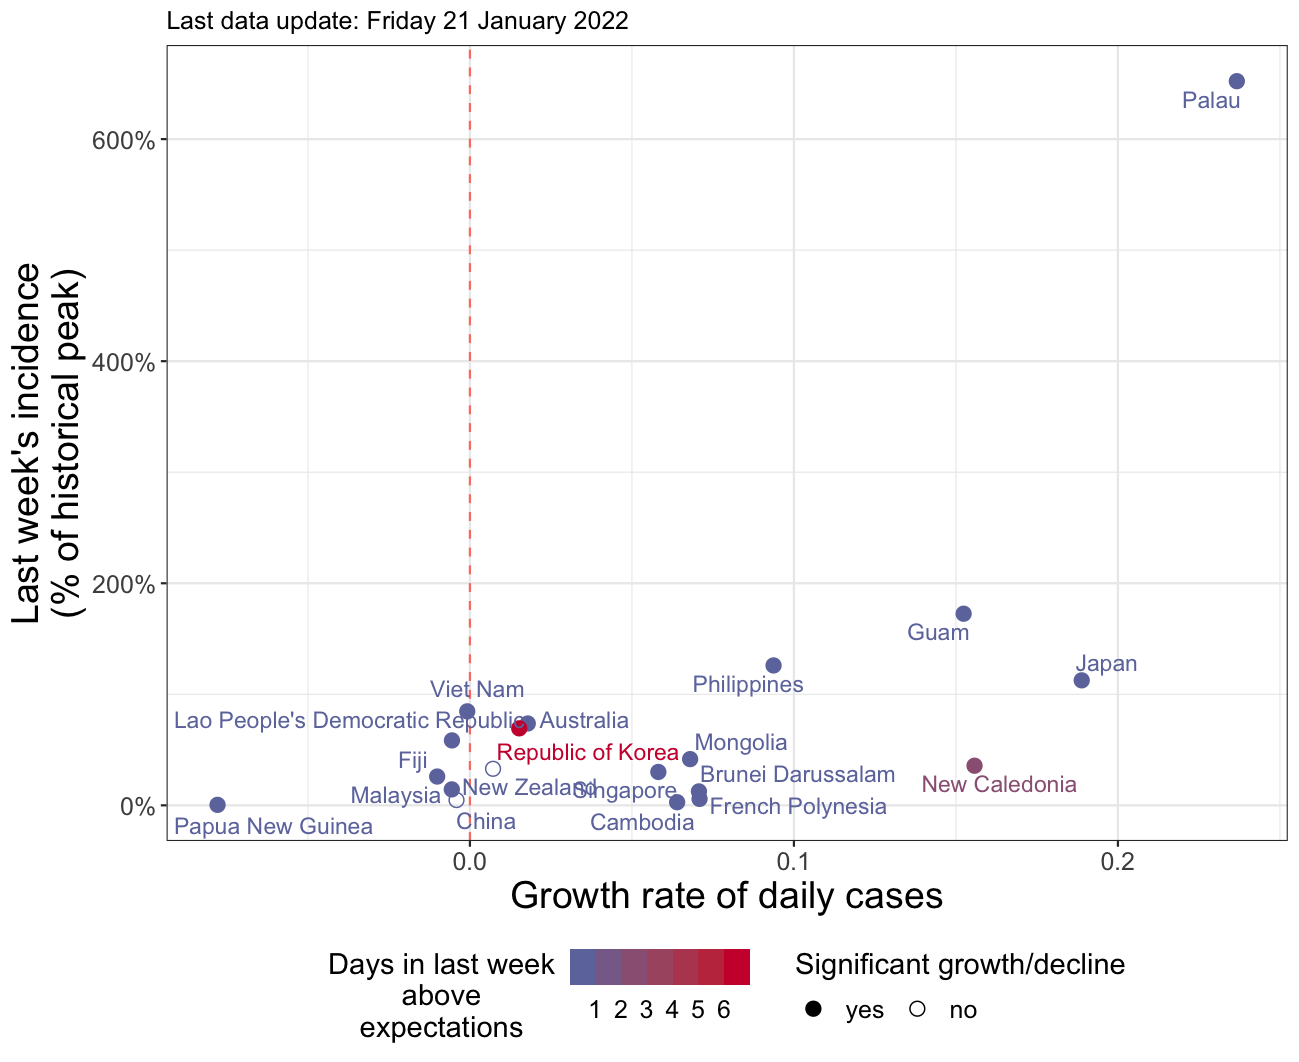 Last data update: Friday 21 January 2022
Last week's incidence
(% of historical peak)
600%
400%
200%
0%
Palau
Guam
Japan
Philippines
Viet Nam
Lao People's Democratic Republic
Australia
Republic of Korea
Mongolia
Fiji
Brunei Darussalam
New Caledonia
Malaysia
New Zealand
Singapore
French Polynesia
Papua New Guinea
China
Cambodia
0.0
0.1
0.2
Growth rate of daily cases
Days in last week
above
expectations
1 2 3 4 5 6
Significant growth/decline
yes
no